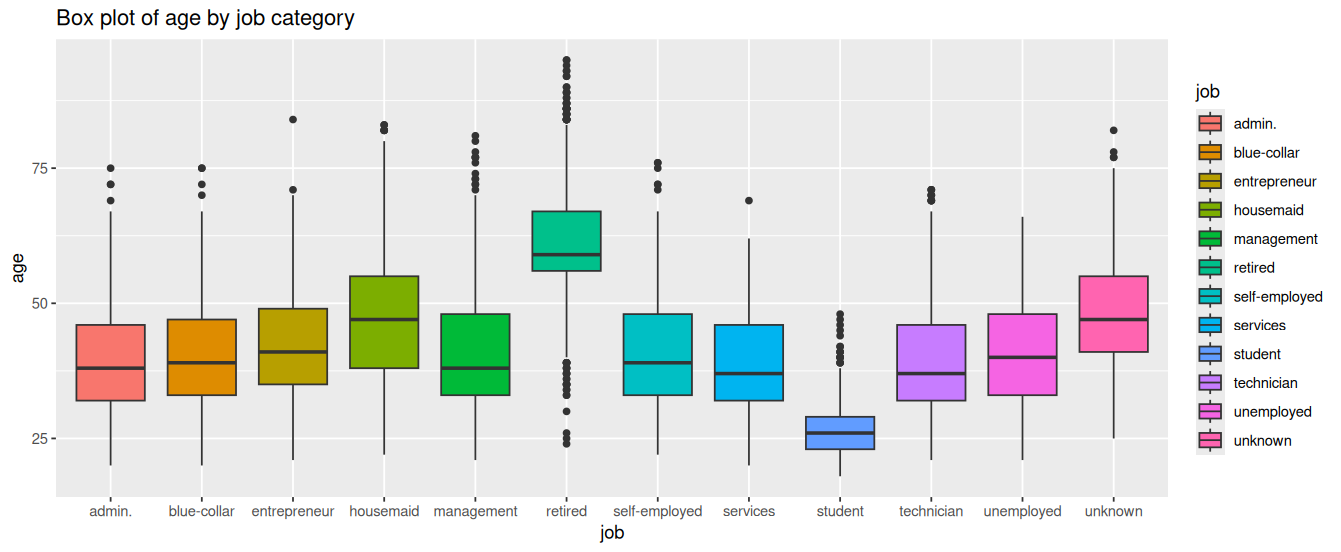 Box plot of age by job category
age
75
50
25
admin. blue-collar entrepreneur housemaid management retired self-employed services student technician unemployed unknown
job
job
admin.
blue-collar
entrepreneur
housemaid
management
retired
self-employed
services
student
technician
unemployed
unknown